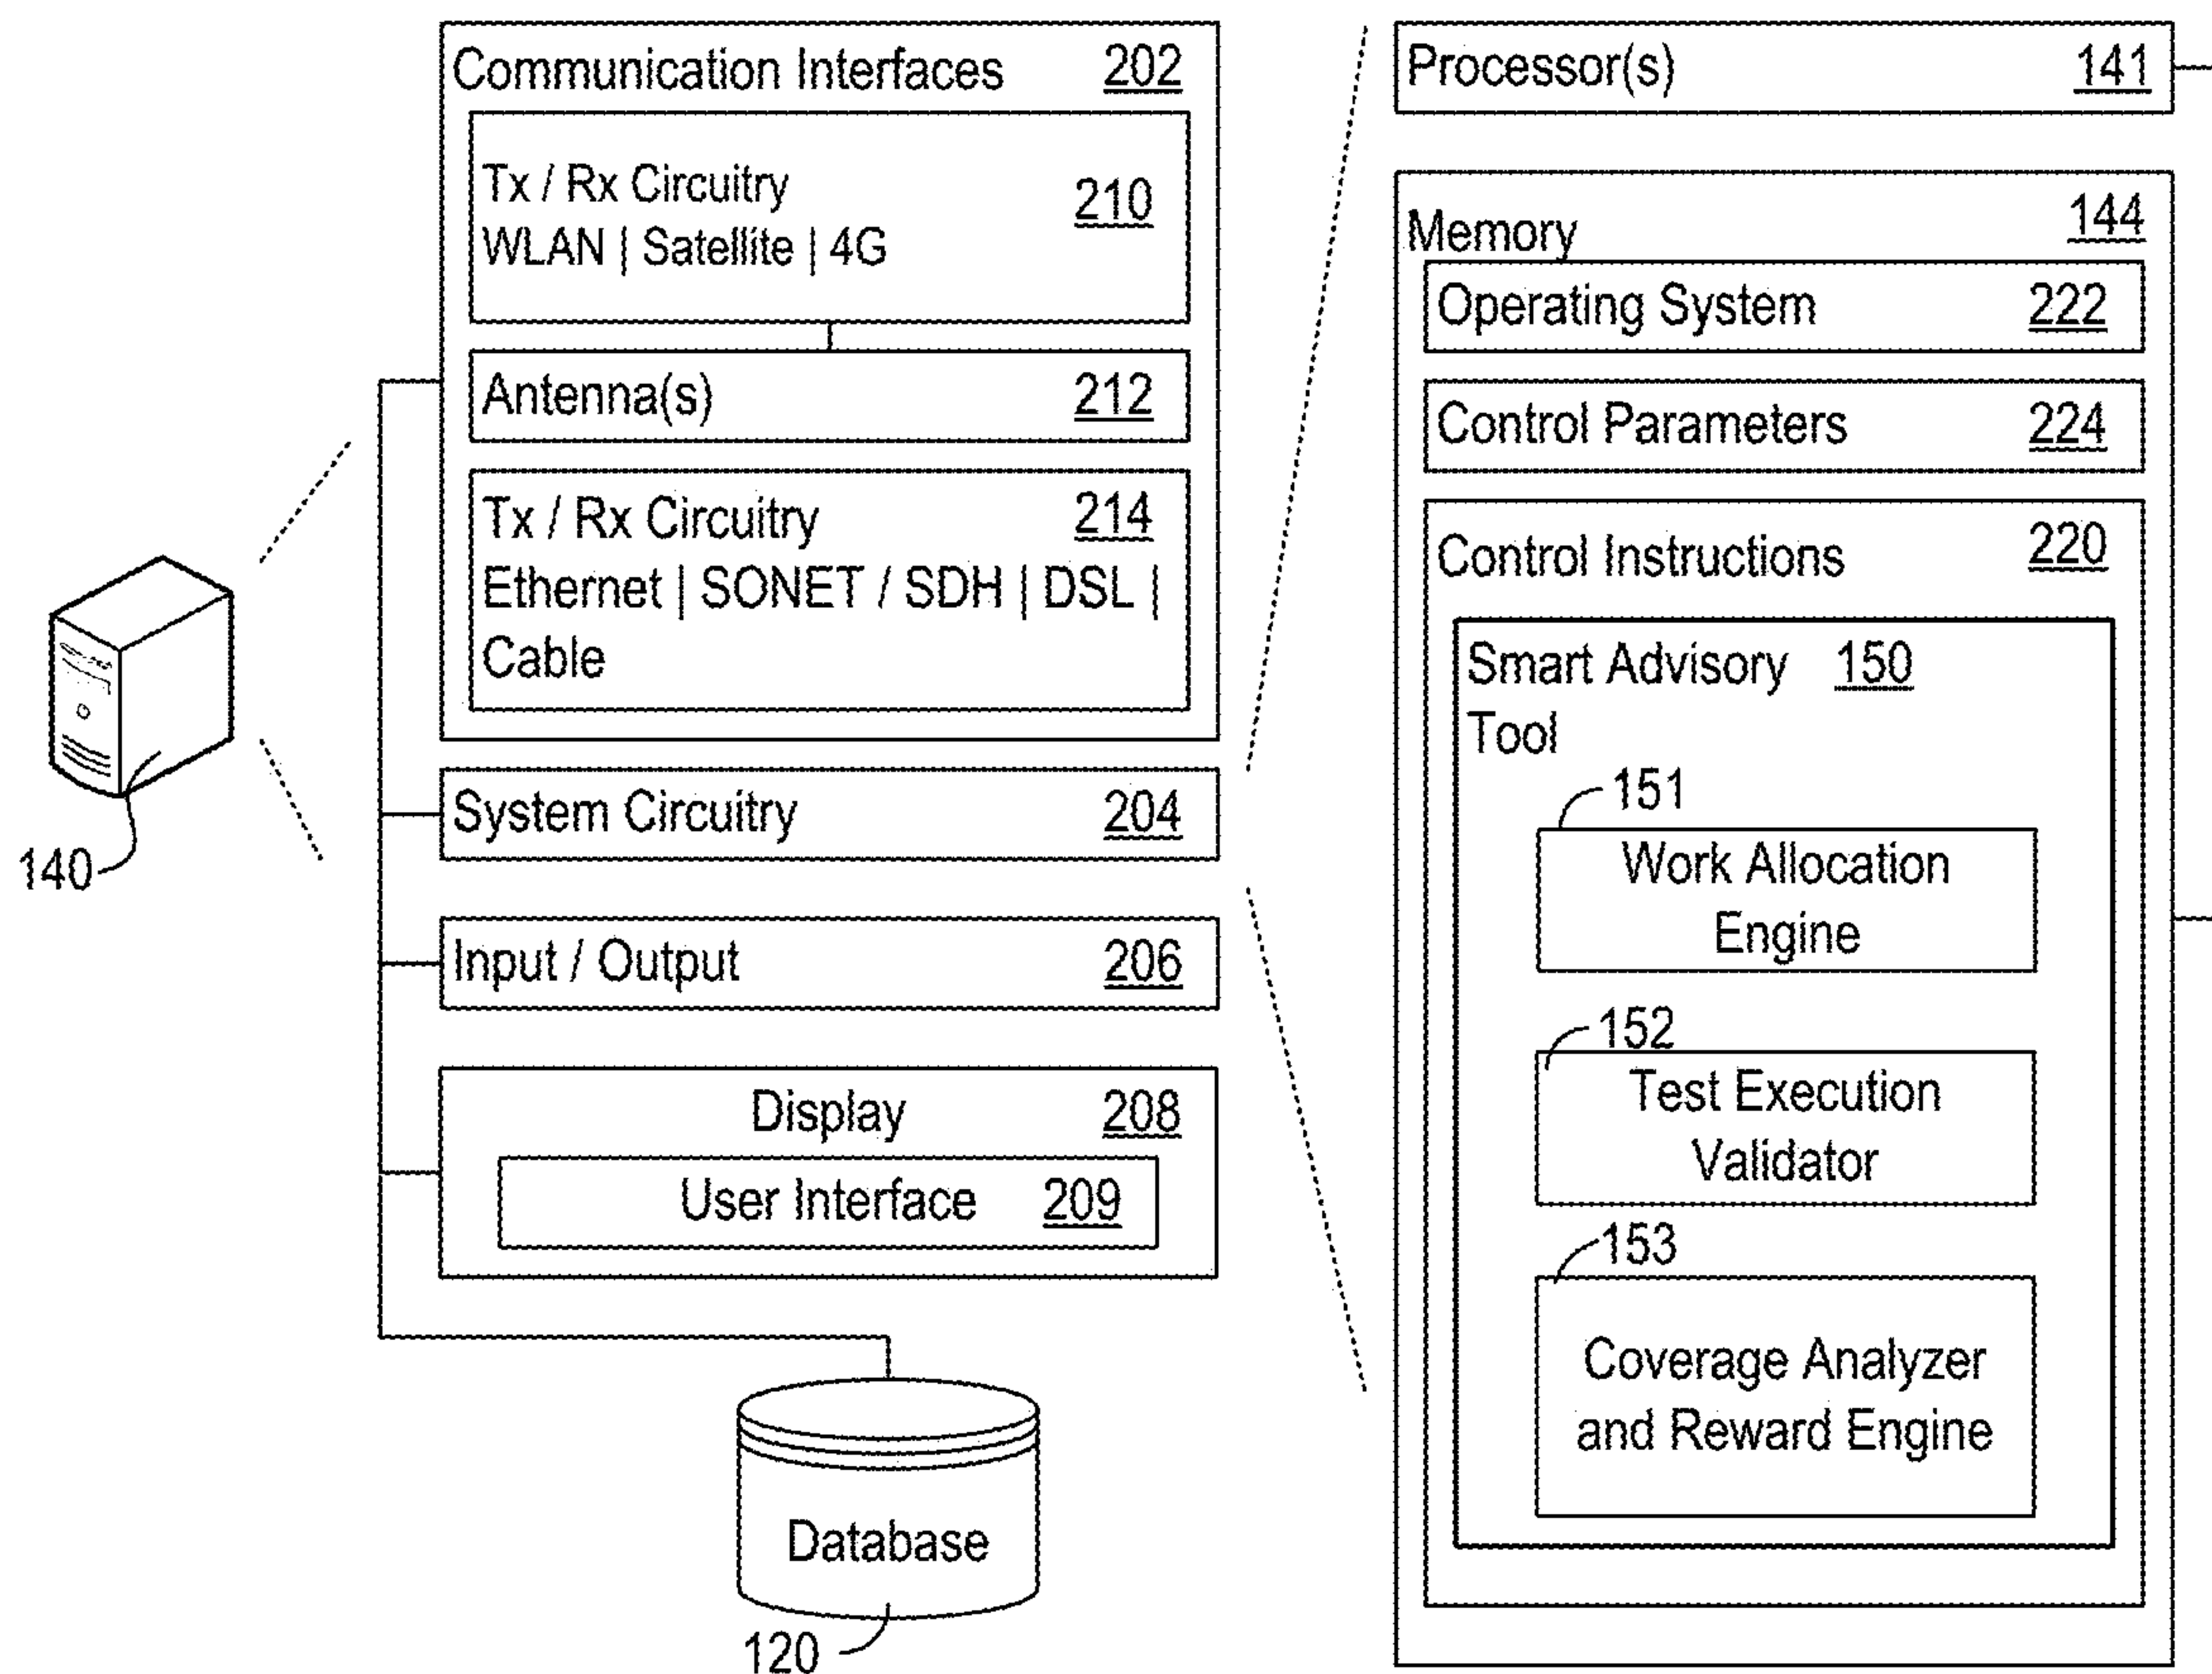 Communication Interfaces 202
Tx / Rx Circuitry
WLAN | Satellite | 4G
210
Antenna(s) 212
Tx / Rx Circuitry 214
Ethernet | SONET / SDH | DSL |
Cable
System Circuitry 204
Input / Output 206
Display 208
User Interface 209
Database
120
140
Processor(s) 141
Memory 144
Operating System 222
Control Parameters 224
Control Instructions 220
Smart Advisory 150
Tool
151
Work Allocation
Engine
152
Test Execution
Validator
153
Coverage Analyzer
and Reward Engine